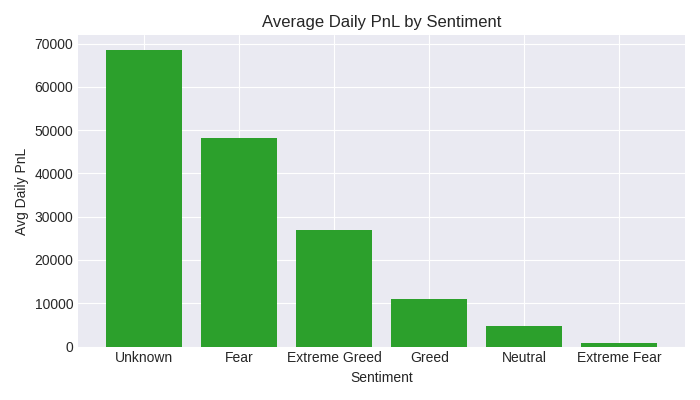 Average Daily PnL by Sentiment
70000
60000
50000
40000
30000
20000
10000
0
Avg Daily PnL
Unknown Fear Extreme Greed Greed Neutral Extreme Fear
Sentiment